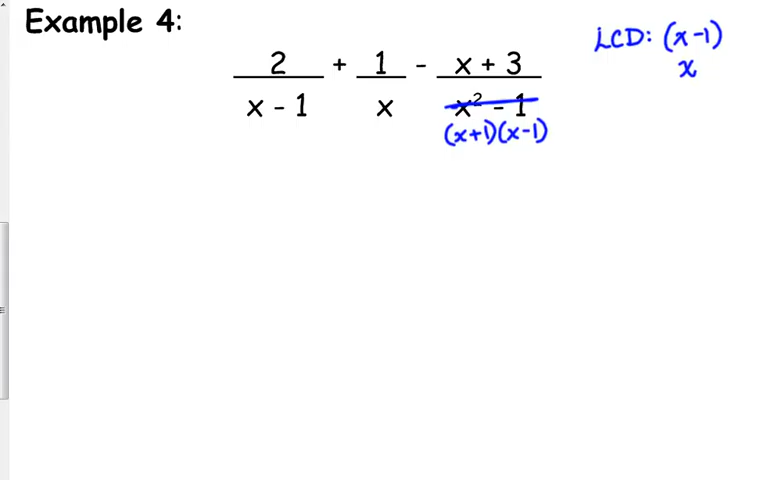 Example 4:
2/(x - 1) + 1/x - (x + 3)/(x² - 1)
(x+1)(x-1)
LCD: (x-1)
x